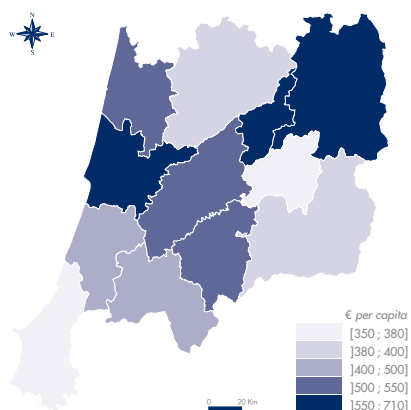 N
W E
S
€ per capita
]350 ; 380]
]380 ; 400]
]400 ; 500]
]500 ; 550]
]550 ; 710]
0 20 Km